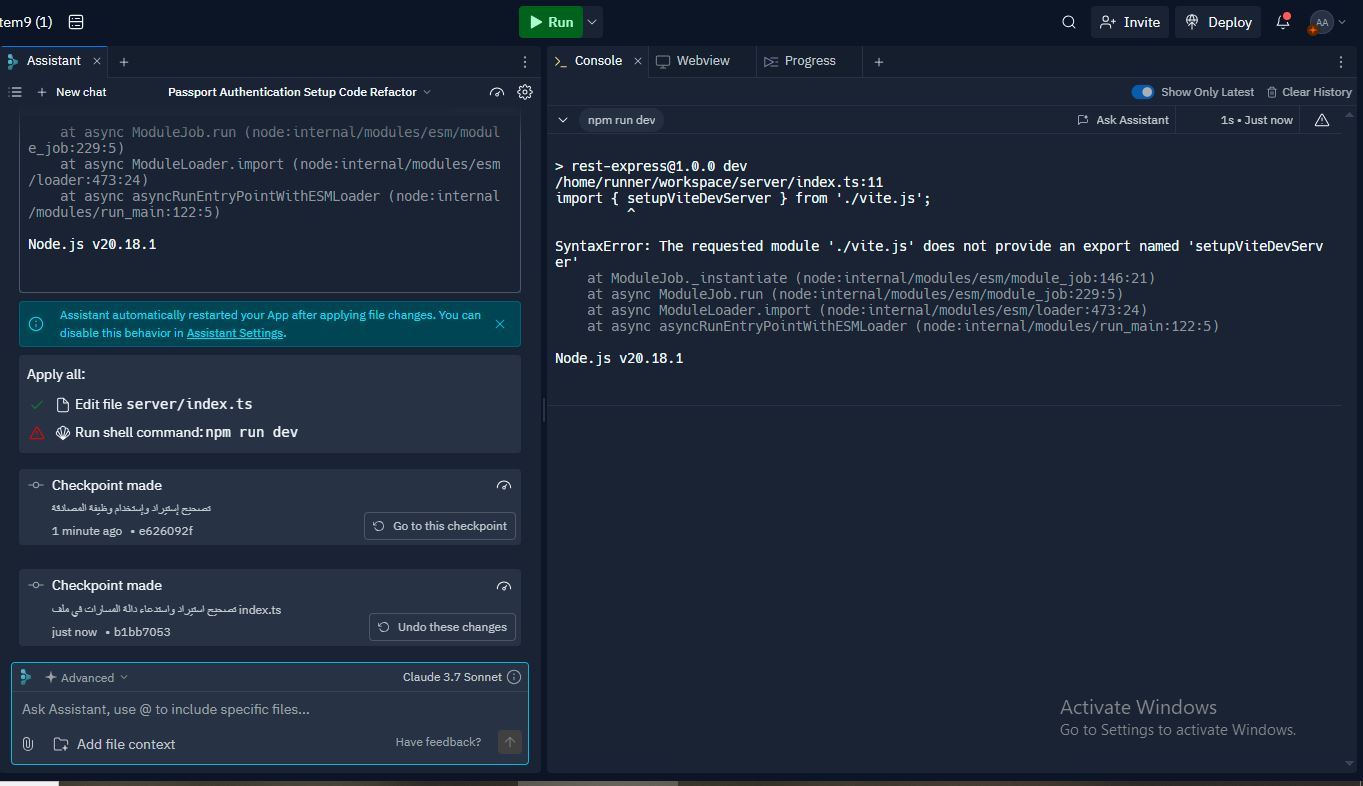 tem9 (1)
Run
Invite
Deploy
AA
Assistant
Console
Webview
Progress
New chat
Passport Authentication Setup Code Refactor
Show Only Latest
Clear History
at async ModuleJob.run (node:internal/modules/esm/modul
e_job:229:5)
at async ModuleLoader.import (node:internal/modules/esm
/loader:473:24)
at async asyncRunEntryPointWithESMLoader (node:internal
/modules/run_main:122:5)
Node.js v20.18.1
Assistant automatically restarted your App after applying file changes. You can
disable this behavior in Assistant Settings.
Apply all:
Edit file server/index.ts
Run shell command: npm run dev
Checkpoint made
تصحيح إستيراد وإستخدام وظيفة المصادقة
1 minute ago • e626092f
Go to this checkpoint
Checkpoint made
تصحيح استيراد واستدعاء دالة المسارات في ملف index.ts
just now • b1bb7053
Undo these changes
Advanced
Claude 3.7 Sonnet
Ask Assistant, use @ to include specific files...
Add file context
Have feedback?
npm run dev
Ask Assistant
1s • Just now
> rest-express@1.0.0 dev
/home/runner/workspace/server/index.ts:11
import { setupViteDevServer } from './vite.js';
^
SyntaxError: The requested module './vite.js' does not provide an export named 'setupViteDevServ
er'
at ModuleJob._instantiate (node:internal/modules/esm/module_job:146:21)
at async ModuleJob.run (node:internal/modules/esm/module_job:229:5)
at async ModuleLoader.import (node:internal/modules/esm/loader:473:24)
at async asyncRunEntryPointWithESMLoader (node:internal/modules/run_main:122:5)
Node.js v20.18.1
Activate Windows
Go to Settings to activate Windows.